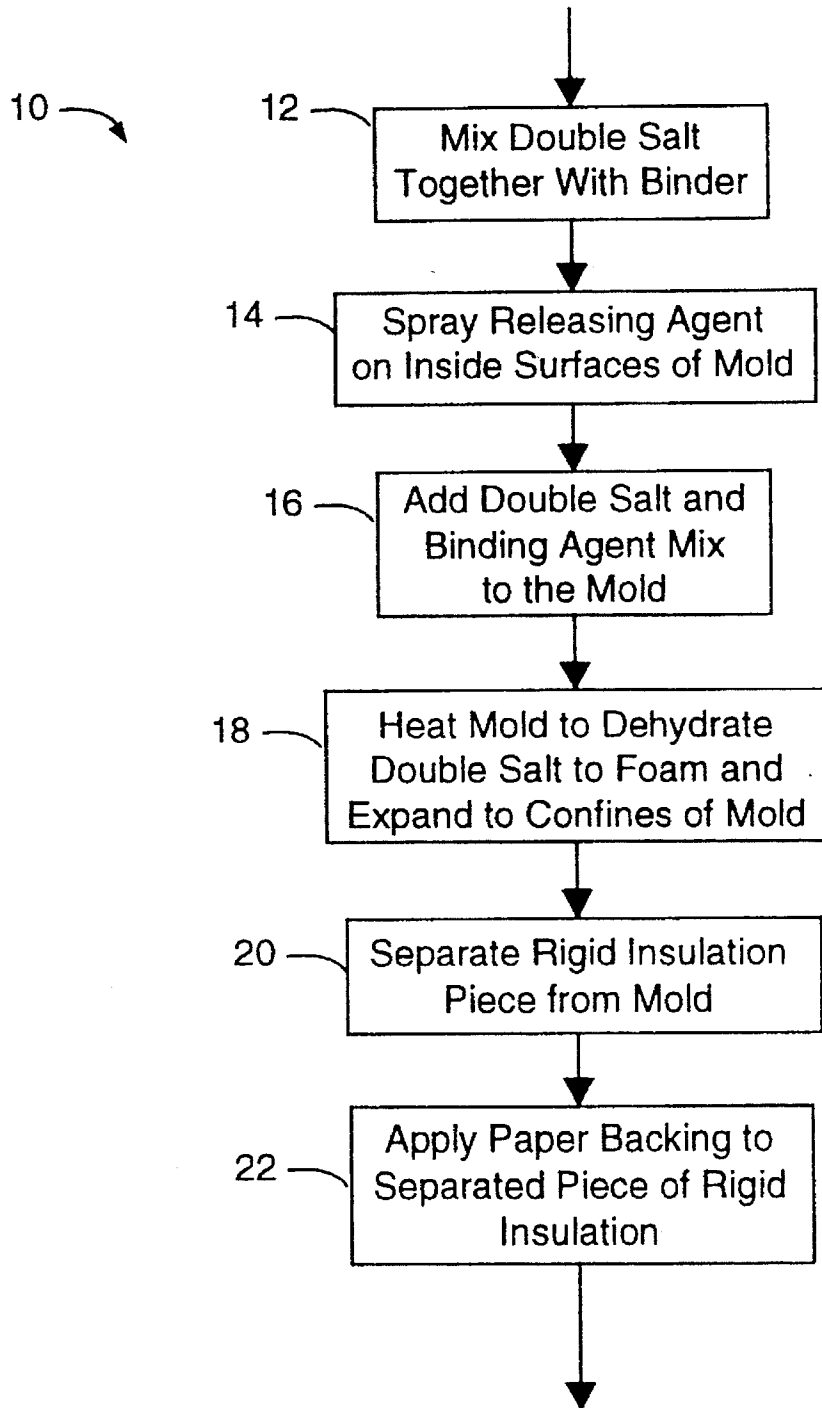 10
12
Mix Double Salt
Together With Binder
14
Spray Releasing Agent
on Inside Surfaces of Mold
16
Add Double Salt and
Binding Agent Mix
to the Mold
18
Heat Mold to Dehydrate
Double Salt to Foam and
Expand to Confines of Mold
20
Separate Rigid Insulation
Piece from Mold
22
Apply Paper Backing to
Separated Piece of Rigid
Insulation